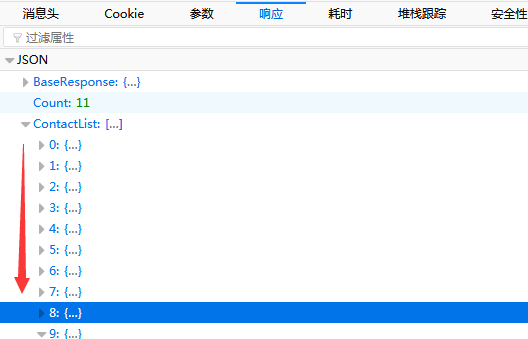 消息头 Cookie 参数 响应 耗时 堆栈跟踪 安全性
过滤属性
JSON
BaseResponse: {…}
Count: 11
ContactList: […]
0: {…}
1: {…}
2: {…}
3: {…}
4: {…}
5: {…}
6: {…}
7: {…}
8: {…}
9: {…}